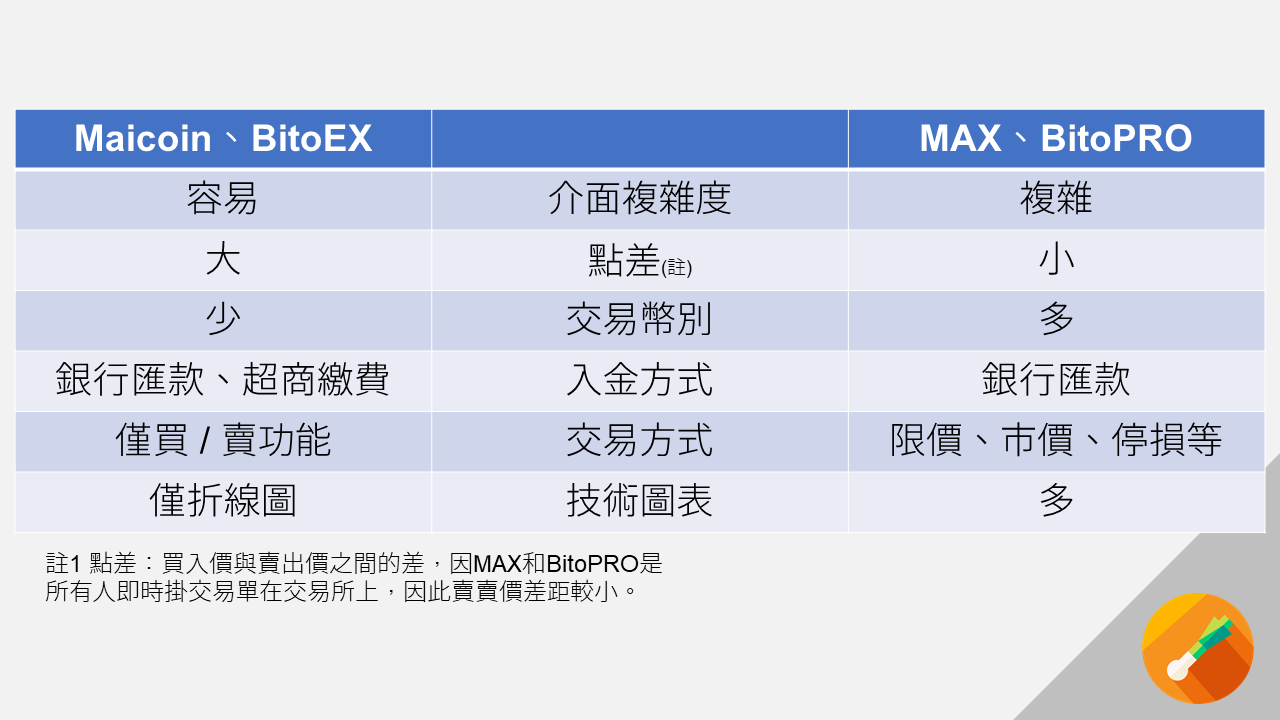 Maicoin、BitoEX MAX、BitoPRO
容易 介面複雜度 複雜
大 點差(註) 小
少 交易幣別 多
銀行匯款、超商繳費 入金方式 銀行匯款
僅買 / 賣功能 交易方式 限價、市價、停損等
僅折線圖 技術圖表 多
註1 點差：買入價與賣出價之間的差，因MAX和BitoPRO是
所有人即時掛交易單在交易所上，因此賣賣價差距較小。